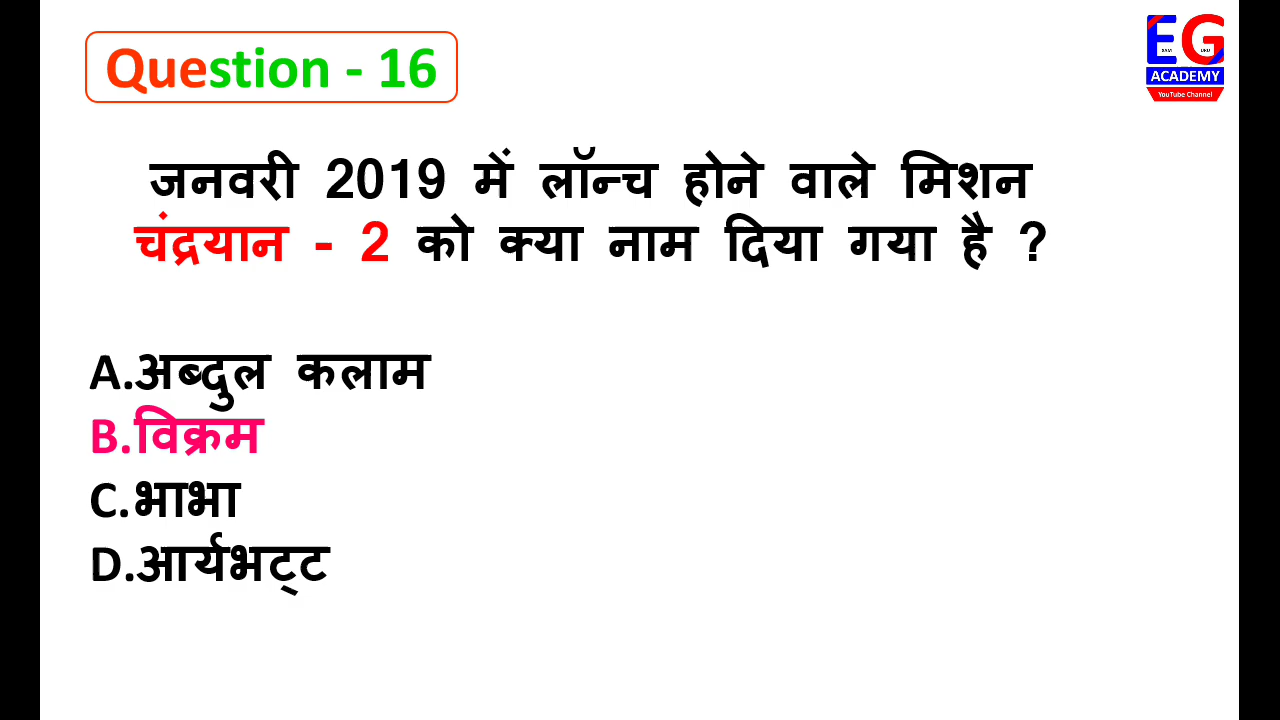 Question - 16
EG
ACADEMY
YouTube Channel
जनवरी 2019 में लॉन्च होने वाले मिशन
चंद्रयान - 2 को क्या नाम दिया गया है ?
A.अब्दुल कलाम
B.विक्रम
C.भाभा
D.आर्यभट्ट